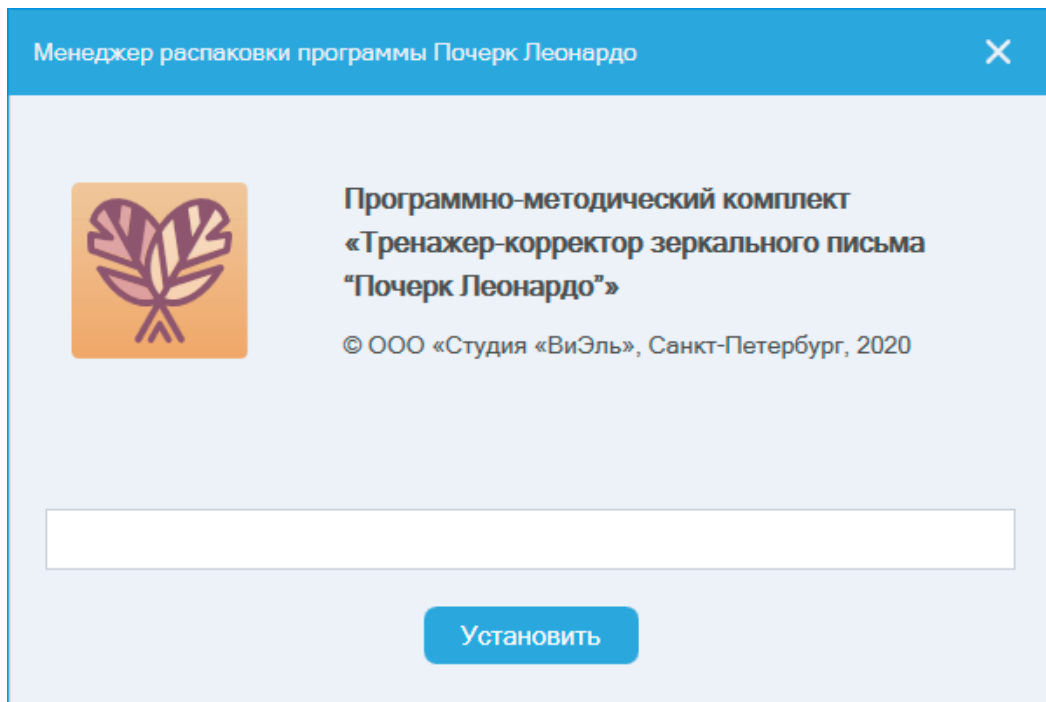 Менеджер распаковки программы Почерк Леонардо
Программно-методический комплект
«Тренажер-корректор зеркального письма
“Почерк Леонардо”»
© ООО «Студия «ВиЭль», Санкт-Петербург, 2020
Установить